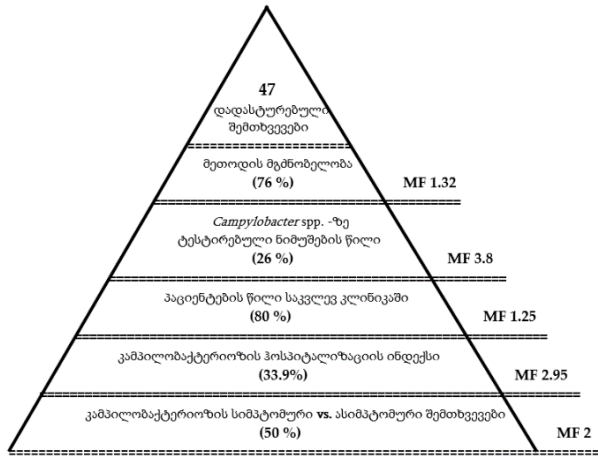 47
დადასტურებული
შემთხვევები
მეთოდის მგძნობელობა
(76 %)
MF 1.32
Campylobacter spp. -ზე
ტესტირებული ნიმუშების წილი
(26 %)
MF 3.8
პაციენტების წილი საკვლევ კლინიკაში
(80 %)
MF 1.25
კამპილობაქტერიოზის ჰოსპიტალიზაციის ინდექსი
(33.9%)
MF 2.95
კამპილობაქტერიოზის სიმპტომური vs. ასიმპტომური შემთხვევები
(50 %)
MF 2